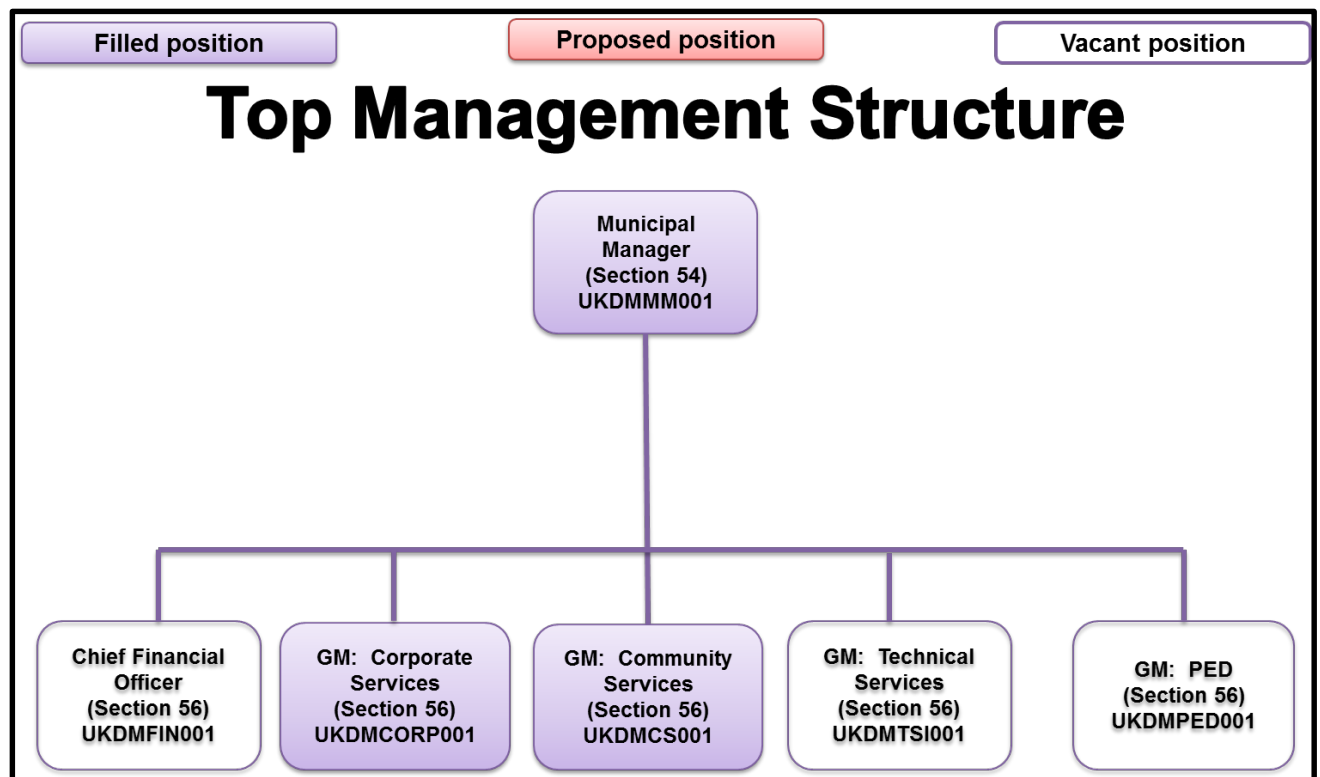 Filled position
Proposed position
Vacant position
Top Management Structure
Municipal
Manager
(Section 54)
UKDMMM001
Chief Financial
Officer
(Section 56)
UKDMFIN001
GM: Corporate
Services
(Section 56)
UKDMCORP001
GM: Community
Services
(Section 56)
UKDMCS001
GM: Technical
Services
(Section 56)
UKDMTSI001
GM: PED
(Section 56)
UKDMPED001